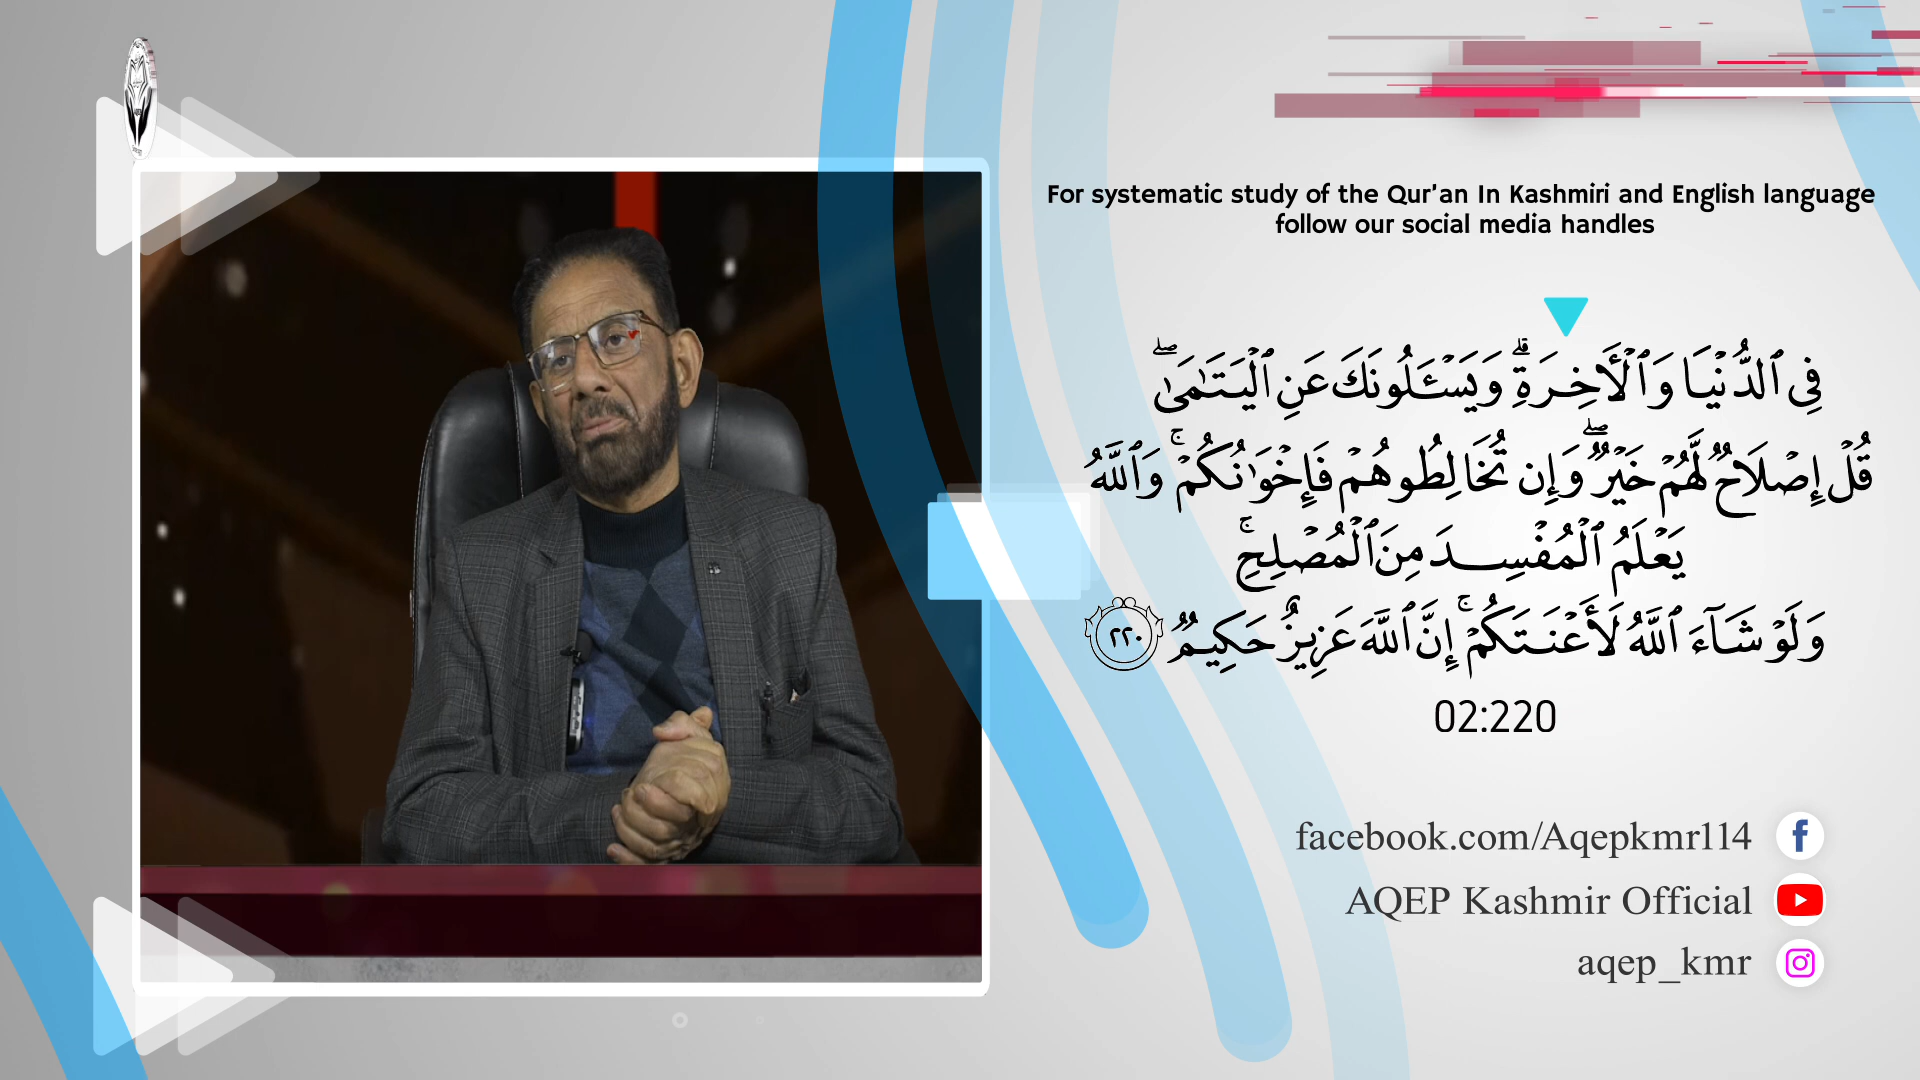 For systematic study of the Qur'an In Kashmiri and English language
follow our social media handles
فِى ٱلدُّنْيَا وَٱلْأَخِرَةِ ۗ وَيَسْـَٔلُونَكَ عَنِ ٱلْيَتَـٰمَىٰ ۖ
قُلْ إِصْلَاحٌ لَّهُمْ خَيْرٌ ۖ وَإِن تُخَالِطُوهُمْ فَإِخْوَٰنُكُمْ ۚ وَٱللَّهُ
يَعْلَمُ ٱلْمُفْسِـــدَ مِنَ ٱلْمُصْلِحِ ۚ
وَلَوْ شَآءَ ٱللَّهُ لَأَعْنَتَكُمْ ۚ إِنَّ ٱللَّهَ عَزِيزٌ حَكِيمٌ ٢٢٠
02:220
facebook.com/Aqepkmr114
AQEP Kashmir Official
aqep_kmr